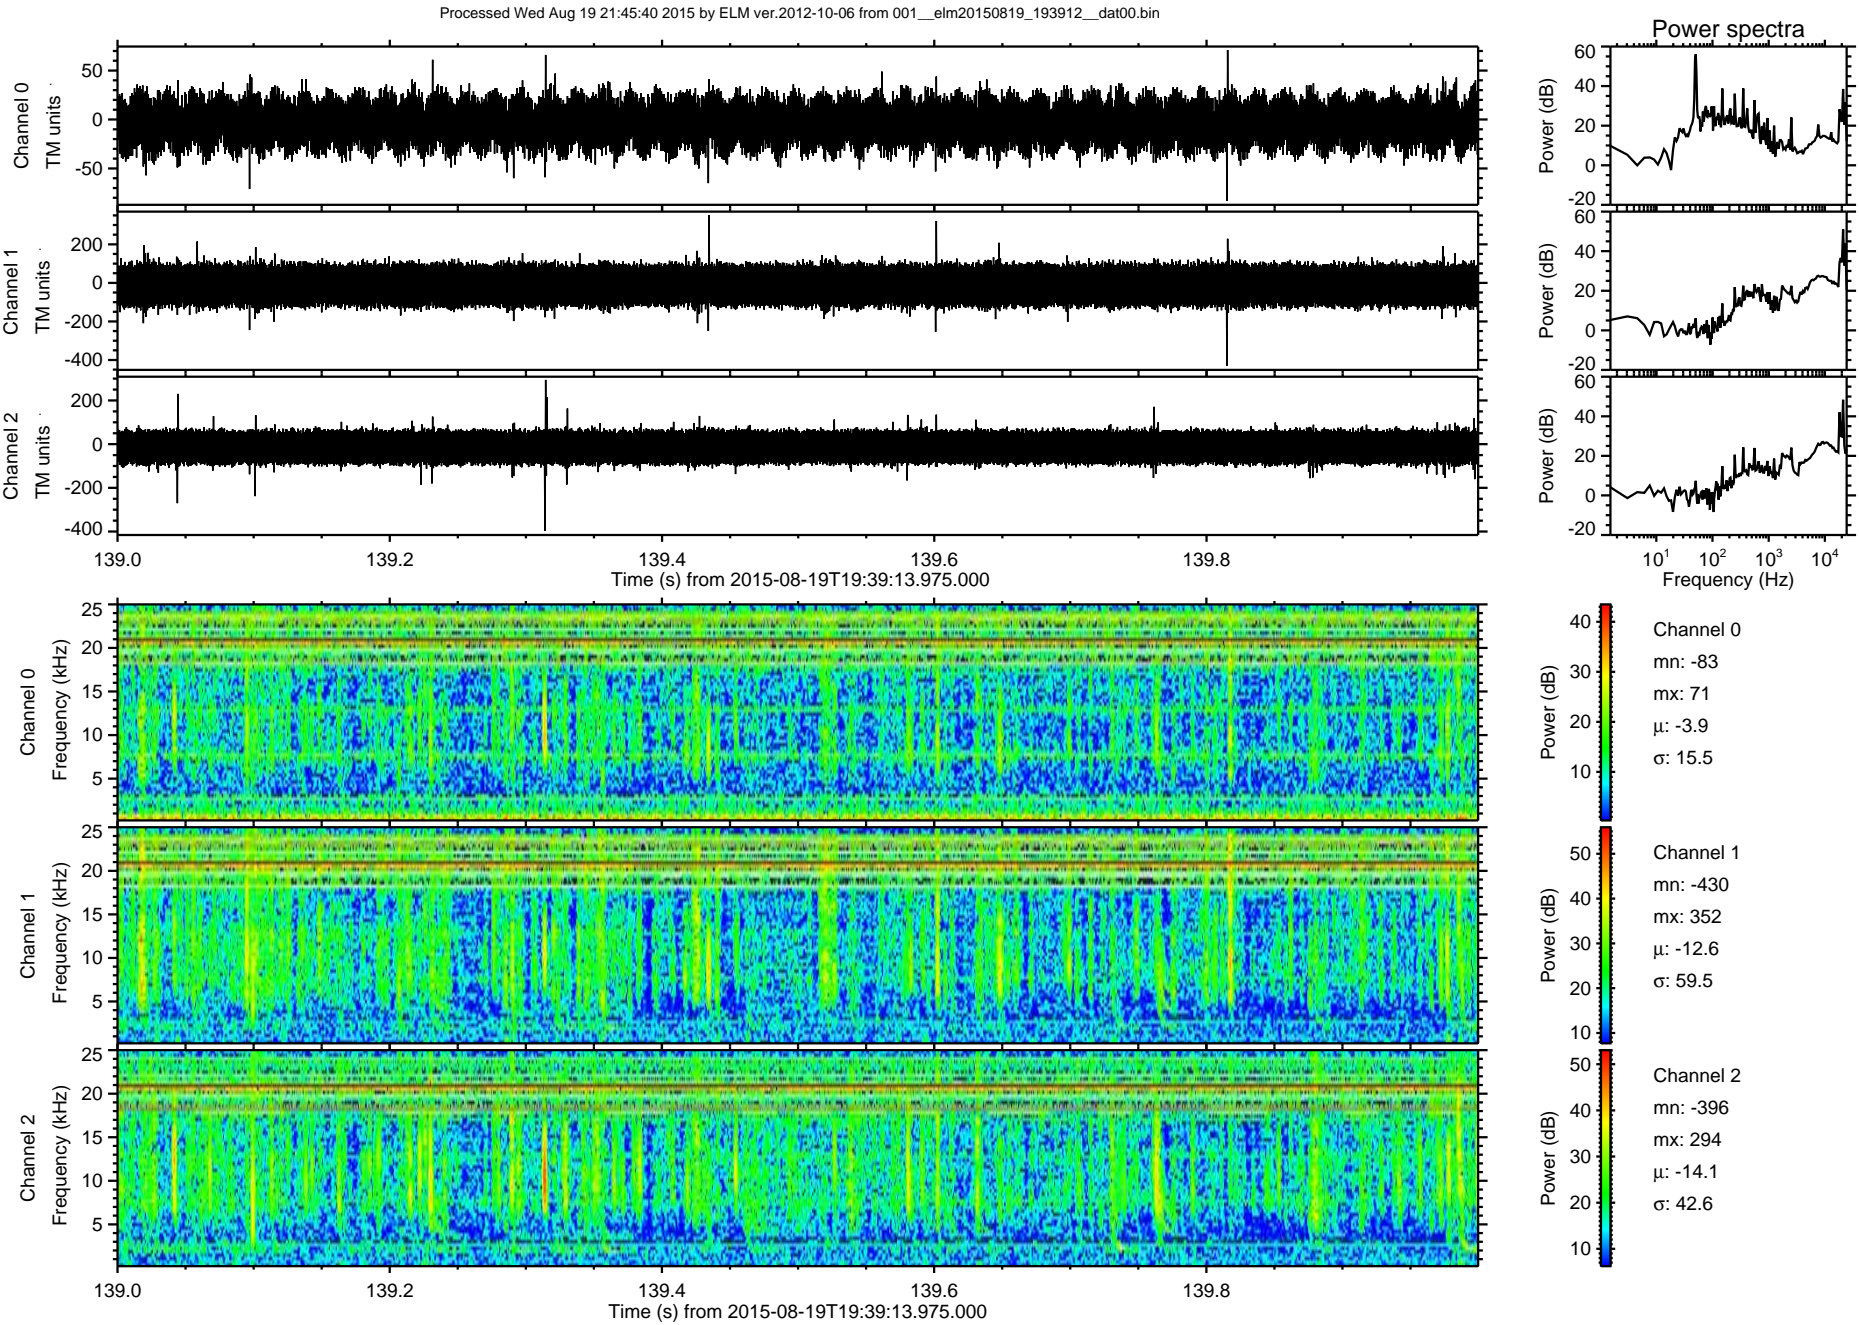 Processed Wed Aug 19 21:45:40 2015 by ELM ver.2012-10-06 from 001__elm20150819_193912__dat00.bin
Power spectra
Channel 0
TM units
50
0
-50
Power (dB)
60
40
20
0
-20
Channel 1
TM units
200
0
-200
-400
Power (dB)
60
40
20
0
-20
Channel 2
TM units
200
0
-200
-400
Power (dB)
60
40
20
0
-20
139.0 139.2 139.4 139.6 139.8
Time (s) from 2015-08-19T19:39:13.975.000
10^1 10^2 10^3 10^4
Frequency (Hz)
Channel 0
Frequency (kHz)
25
20
15
10
5
Power (dB)
40
30
20
10
Channel 0
mn: -83
mx: 71
μ: -3.9
σ: 15.5
Channel 1
Frequency (kHz)
25
20
15
10
5
Power (dB)
50
40
30
20
10
Channel 1
mn: -430
mx: 352
μ: -12.6
σ: 59.5
Channel 2
Frequency (kHz)
25
20
15
10
5
Power (dB)
50
40
30
20
10
Channel 2
mn: -396
mx: 294
μ: -14.1
σ: 42.6
139.0 139.2 139.4 139.6 139.8
Time (s) from 2015-08-19T19:39:13.975.000